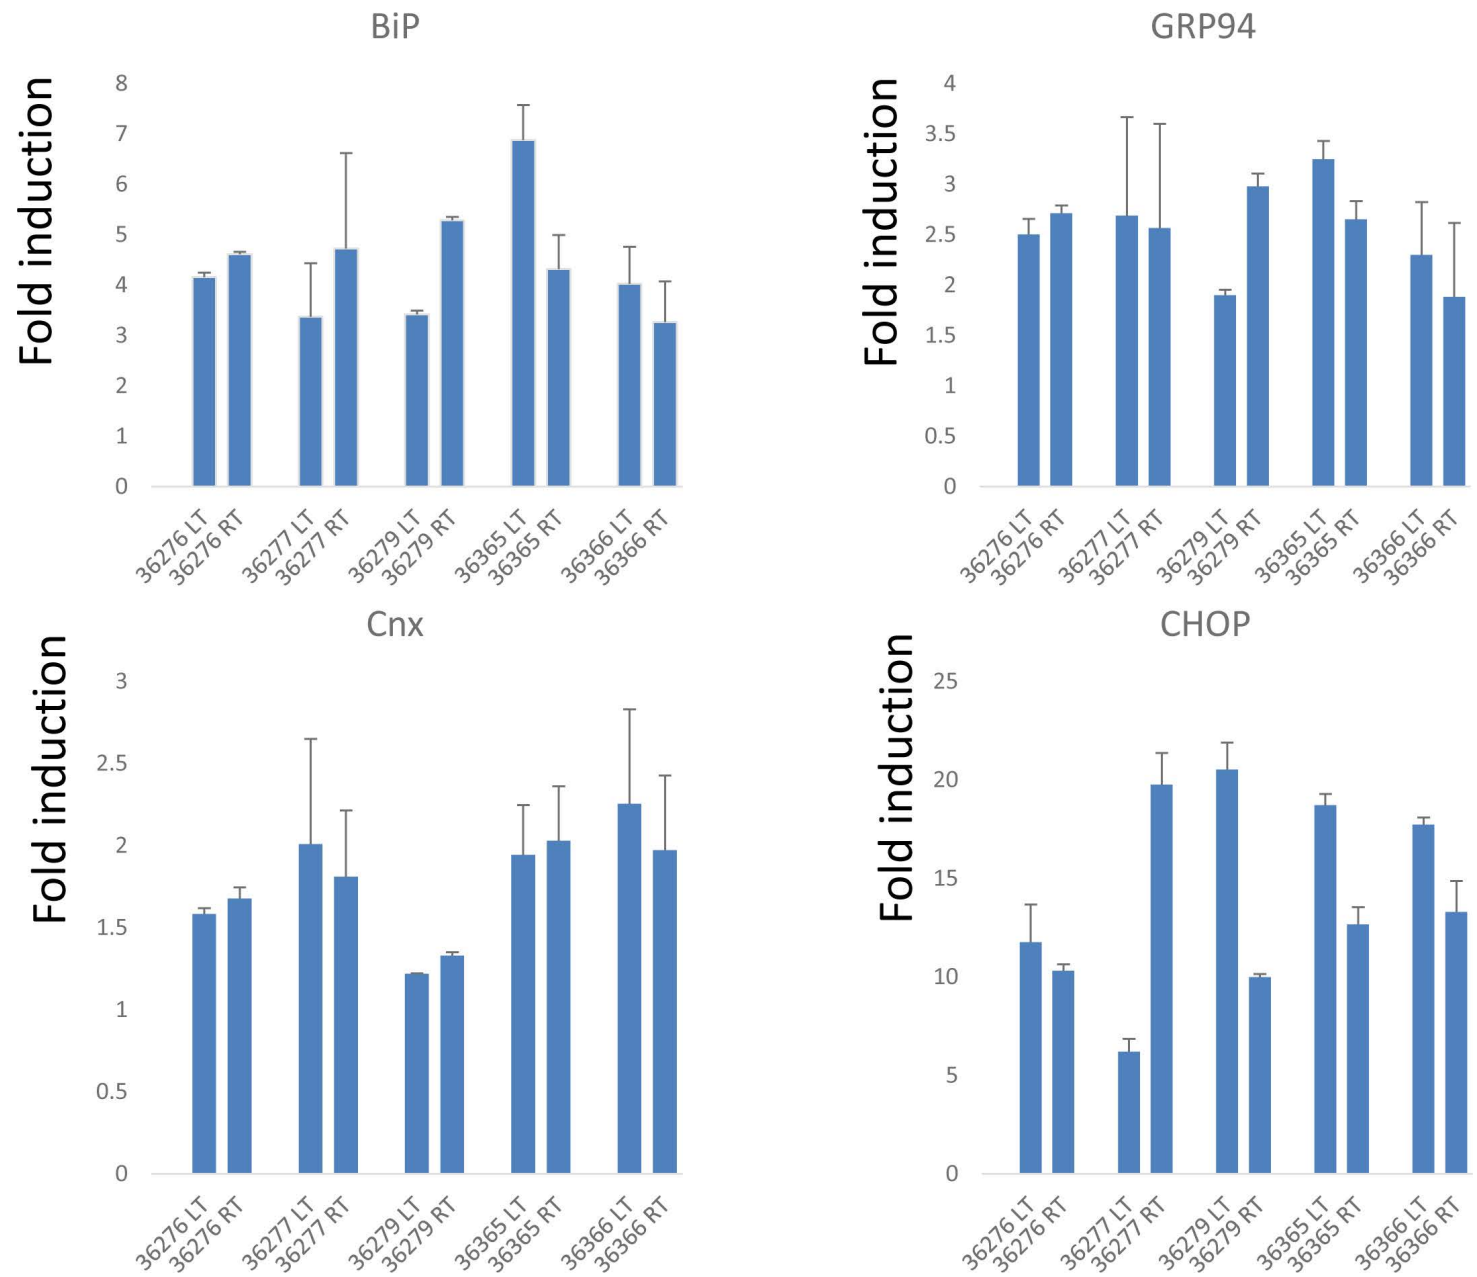 BiP
Fold induction
8
7
6
5
4
3
2
1
0
36276 LT
36276 RT
36277 LT
36277 RT
36279 LT
36279 RT
36365 LT
36365 RT
36366 LT
36366 RT
GRP94
Fold induction
4
3.5
3
2.5
2
1.5
1
0.5
0
36276 LT
36276 RT
36277 LT
36277 RT
36279 LT
36279 RT
36365 LT
36365 RT
36366 LT
36366 RT
Cnx
Fold induction
3
2.5
2
1.5
1
0.5
0
36276 LT
36276 RT
36277 LT
36277 RT
36279 LT
36279 RT
36365 LT
36365 RT
36366 LT
36366 RT
CHOP
Fold induction
25
20
15
10
5
0
36276 LT
36276 RT
36277 LT
36277 RT
36279 LT
36279 RT
36365 LT
36365 RT
36366 LT
36366 RT